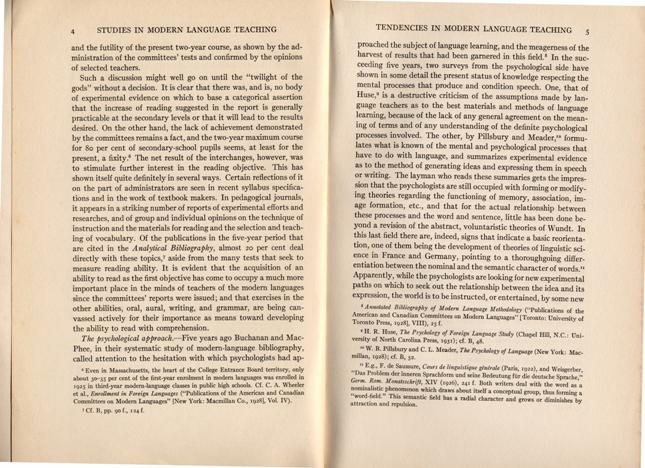 4 STUDIES IN MODERN LANGUAGE TEACHING
and the futility of the present two-year course, as shown by the ad-
ministration of the committees' tests and confirmed by the opinions
of selected teachers.
Such a discussion might well go on until the "twilight of the
gods" without a decision. It is clear that there was, and is, no body
of experimental evidence on which to base a categorical assertion
that the increase of reading suggested in the report is generally
practicable at the secondary levels or that it will lead to the results
desired. On the other hand, the lack of achievement demonstrated
by the committees remains a fact, and the two-year maximum course
for 80 per cent of secondary-school pupils seems, at least for the
present, a fixity.⁶ The net result of the interchanges, however, was
to stimulate further interest in the reading objective. This has
shown itself quite definitely in several ways. Certain reflections of it
on the part of administrators are seen in recent syllabus specifica-
tions and in the work of textbook makers. In pedagogical journals,
it appears in a striking number of reports of experimental efforts and
researches, and of group and individual opinions on the technique of
instruction and the materials for reading and the selection and teach-
ing of vocabulary. Of the publications in the five-year period that
are cited in the Analytical Bibliography, almost 20 per cent deal
directly with these topics,⁷ aside from the many tests that seek to
measure reading ability. It is evident that the acquisition of an
ability to read as the first objective has come to occupy a much more
important place in the minds of teachers of the modern languages
since the committees' reports were issued; and that exercises in the
other abilities, oral, aural, writing, and grammar, are being can-
vassed actively for their importance as means toward developing
the ability to read with comprehension.
The psychological approach.—Five years ago Buchanan and Mac-
Phee, in their systematic study of modern-language bibliography,
called attention to the hesitation with which psychologists had ap-
⁶ Even in Massachusetts, the heart of the College Entrance Board territory, only
about 30-35 per cent of the first-year enrolment in modern languages was enrolled in
1925 in third-year modern-language classes in public high schools. Cf. C. A. Wheeler
et al., Enrollment in Foreign Languages ("Publications of the American and Canadian
Committees on Modern Languages" [New York: Macmillan Co., 1928], Vol. IV).
⁷ Cf. B, pp. 90 f., 124 f.
TENDENCIES IN MODERN LANGUAGE TEACHING 5
proached the subject of language learning, and the meagerness of the
harvest of results that had been garnered in this field.⁸ In the suc-
ceeding five years, two surveys from the psychological side have
shown in some detail the present status of knowledge respecting the
mental processes that produce and condition speech. One, that of
Huse,⁹ is a destructive criticism of the assumptions made by lan-
guage teachers as to the best materials and methods of language
learning, because of the lack of any general agreement on the mean-
ing of terms and of any understanding of the definite psychological
processes involved. The other, by Pillsbury and Meader,¹⁰ formu-
lates what is known of the mental and psychological processes that
have to do with language, and summarizes experimental evidence
as to the method of generating ideas and expressing them in speech
or writing. The layman who reads these summaries gets the impres-
sion that the psychologists are still occupied with forming or modify-
ing theories regarding the functioning of memory, association, im-
age formation, etc., and that for the actual relationship between
these processes and the word and sentence, little has been done be-
yond a revision of the abstract, voluntaristic theories of Wundt. In
this last field there are, indeed, signs that indicate a basic reorienta-
tion, one of them being the development of theories of linguistic sci-
ence in France and Germany, pointing to a thoroughgoing differ-
entiation between the nominal and the semantic character of words.¹¹
Apparently, while the psychologists are looking for new experimental
paths on which to seek out the relationship between the idea and its
expression, the world is to be instructed, or entertained, by some new
⁸ Annotated Bibliography of Modern Language Methodology ("Publications of the
American and Canadian Committees on Modern Languages" [Toronto: University of
Toronto Press, 1928], VIII), 25 f.
⁹ H. R. Huse, The Psychology of Foreign Language Study (Chapel Hill, N.C.: Uni-
versity of North Carolina Press, 1931); cf. B, 48.
¹⁰ W. B. Pillsbury and C. L. Meader, The Psychology of Language (New York: Mac-
millan, 1928); cf. B, 52.
¹¹ E.g., F. de Saussure, Cours de linguistique générale (Paris, 1922), and Weisgerber,
"Das Problem der inneren Sprachform und seine Bedeutung für die deutsche Sprache,"
Germ. Rom. Monatsschrift, XIV (1926), 241 f. Both writers deal with the word as a
nominalistic phenomenon which draws about itself a conceptual group, thus forming a
"word-field." This semantic field has a radial character and grows or diminishes by
attraction and repulsion.